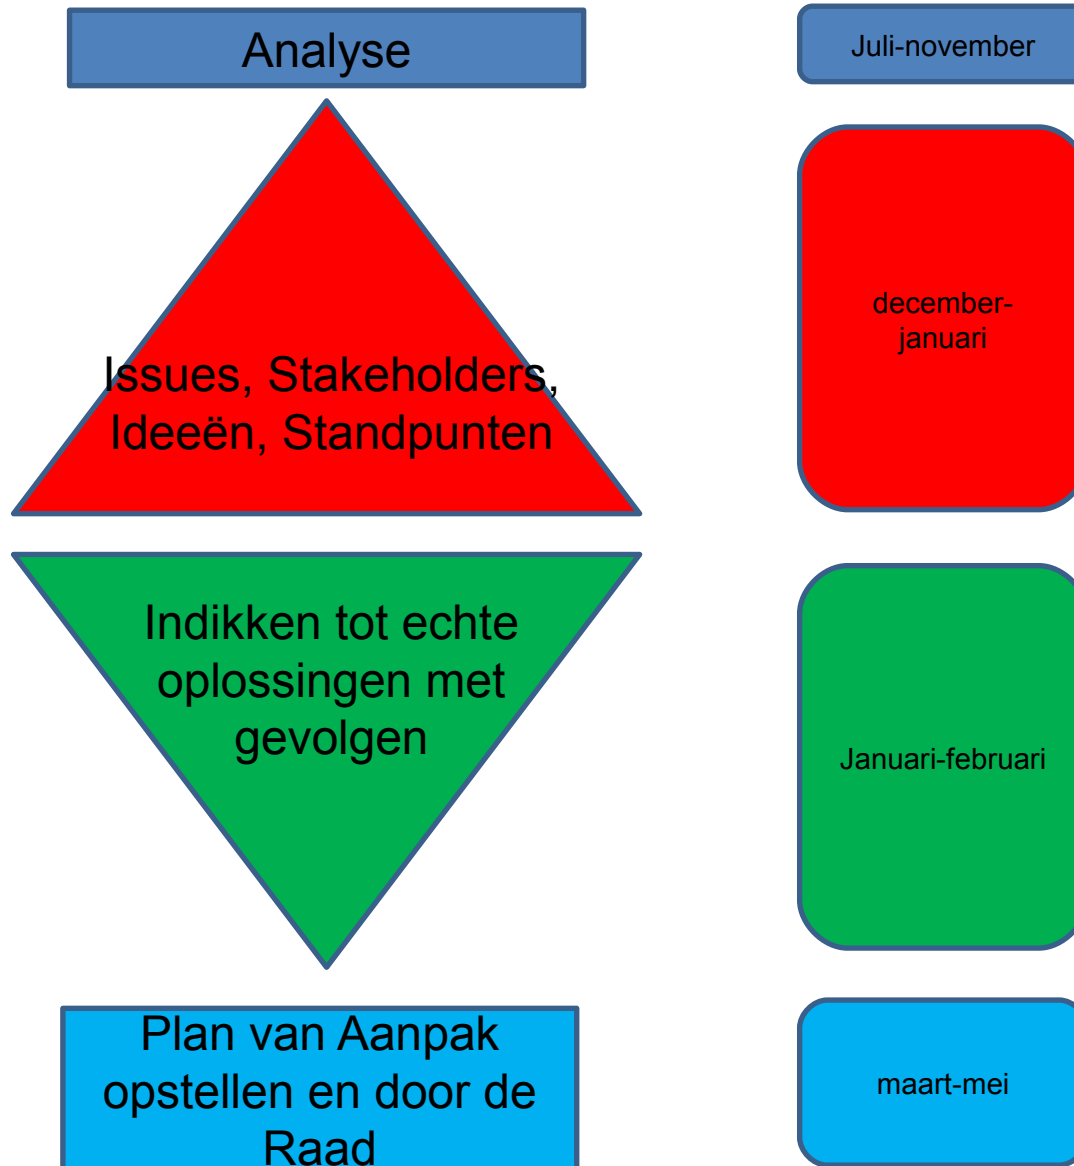 Analyse
Juli-november
Issues, Stakeholders,
Ideeën, Standpunten
december-
januari
Indikken tot echte
oplossingen met
gevolgen
Januari-februari
Plan van Aanpak
opstellen en door de
Raad
maart-mei